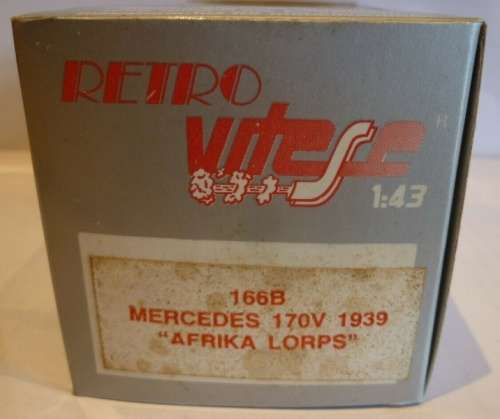 RETRO
Vitesse
®
1:43
166B
MERCEDES 170V 1939
"AFRIKA LORPS"